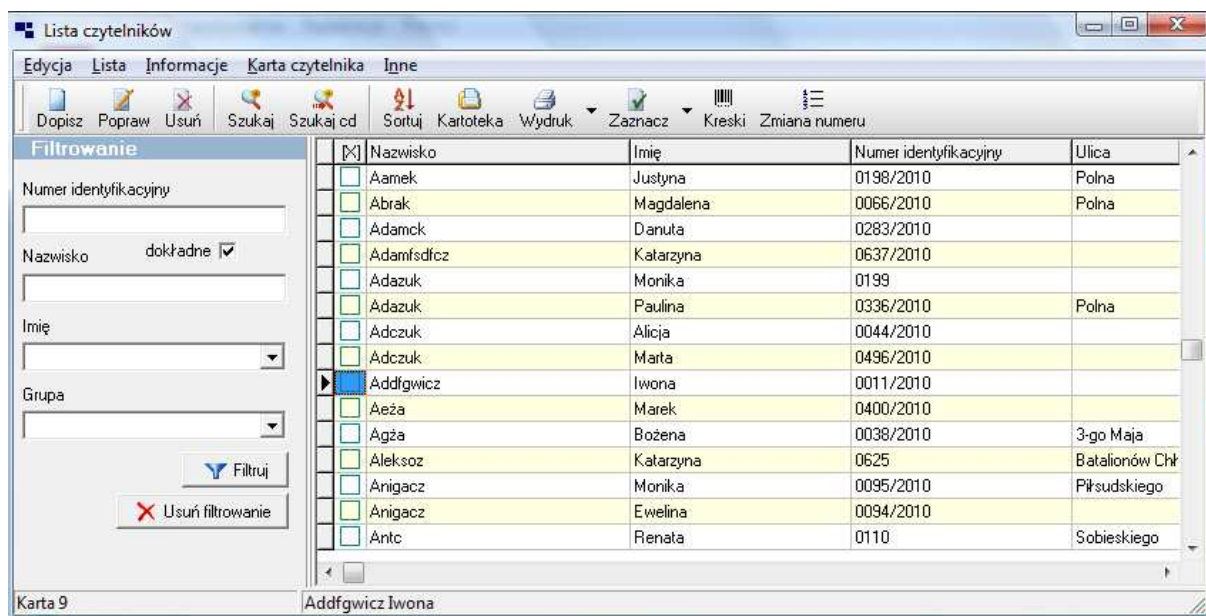 Lista czytelników
Edycja Lista Informacje Karta czytelnika Inne
Dopisz Popraw Usuń Szukaj Szukaj cd Sortuj Kartoteka Wydruk Zaznacz Kreski Zmiana numeru
Filtrowanie
Numer identyfikacyjny
Nazwisko dokładne
Imię
Grupa
Filtruj
Usuń filtrowanie
[X] Nazwisko Imię Numer identyfikacyjny Ulica
Aamek Justyna 0198/2010 Polna
Abrak Magdalena 0066/2010 Polna
Adamck Danuta 0283/2010
Adamfsdfcz Katarzyna 0637/2010
Adazuk Monika 0199
Adazuk Paulina 0336/2010 Polna
Adczuk Alicja 0044/2010
Adczuk Marta 0496/2010
Addfgwicz Iwona 0011/2010
Aeża Marek 0400/2010
Agża Bożena 0038/2010 3-go Maja
Aleksoz Katarzyna 0625 Batalionów
Anigacz Monika 0095/2010 Piłsudskiego
Anigacz Ewelina 0094/2010
Antc Renata 0110 Sobieskiego
Karta 9 Addfgwicz Iwona